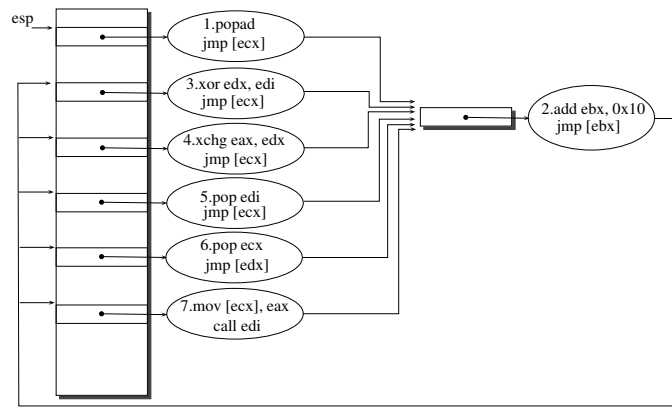 esp
1.popad
jmp [ecx]
3.xor edx, edi
jmp [ecx]
4.xchg eax, edx
jmp [ecx]
5.pop edi
jmp [ecx]
6.pop ecx
jmp [edx]
7.mov [ecx], eax
call edi
2.add ebx, 0x10
jmp [ebx]